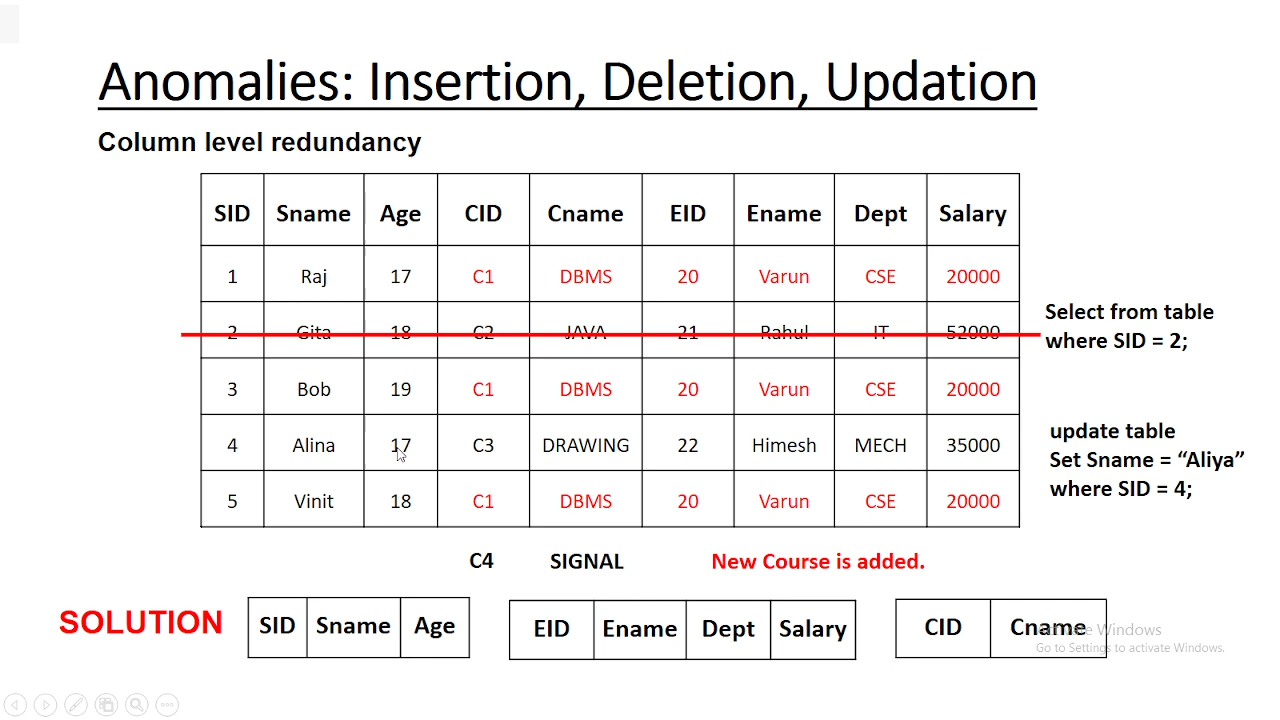 Anomalies: Insertion, Deletion, Updation
Column level redundancy
SID Sname Age CID Cname EID Ename Dept Salary
1 Raj 17 C1 DBMS 20 Varun CSE 20000
2 Gita 18 C2 JAVA 21 Rahul IT 52000
3 Bob 19 C1 DBMS 20 Varun CSE 20000
4 Alina 17 C3 DRAWING 22 Himesh MECH 35000
5 Vinit 18 C1 DBMS 20 Varun CSE 20000
Select from table
where SID = 2;
update table
Set Sname = “Aliya”
where SID = 4;
C4 SIGNAL New Course is added.
SOLUTION SID Sname Age EID Ename Dept Salary CID Cname
Activate Windows
Go to Settings to activate Windows.